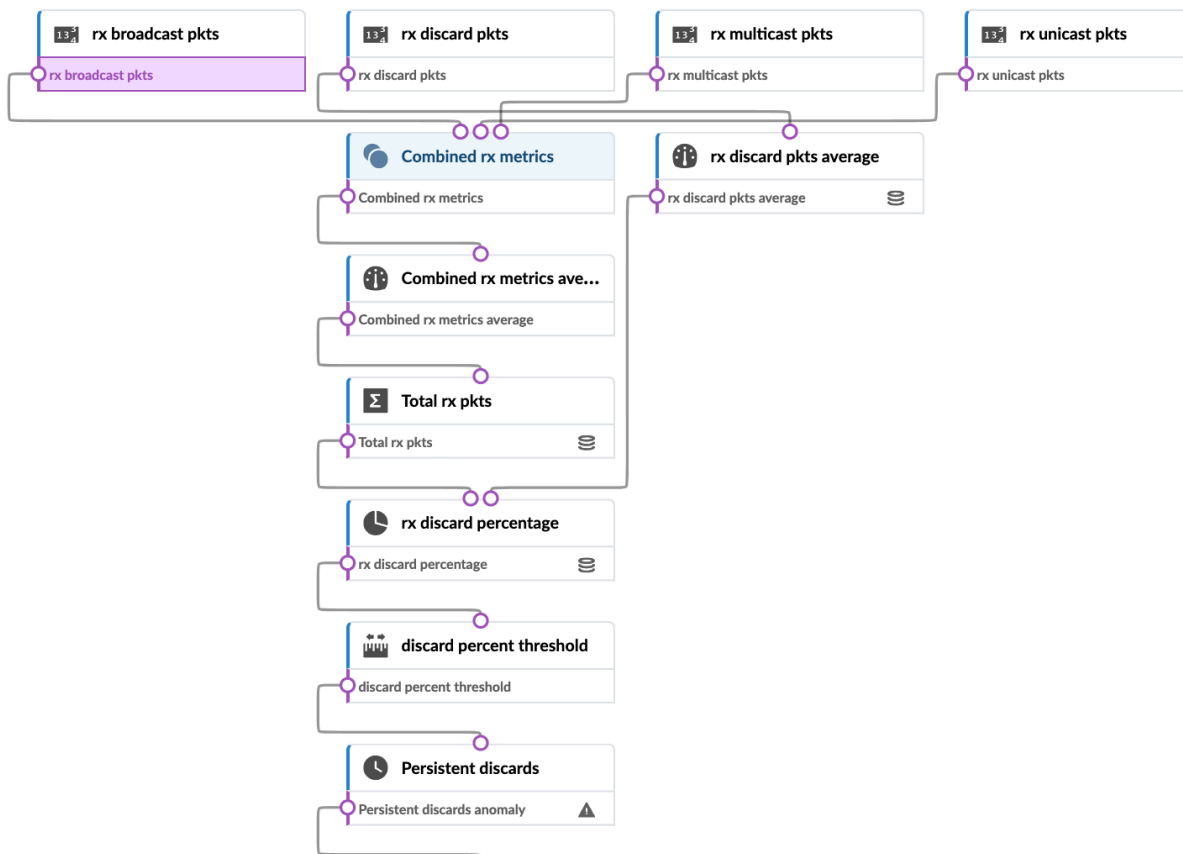 rx broadcast pkts
rx discard pkts
rx multicast pkts
rx unicast pkts
rx broadcast pkts
rx discard pkts
rx multicast pkts
rx unicast pkts
Combined rx metrics
rx discard pkts average
Combined rx metrics
rx discard pkts average
Combined rx metrics ave...
Combined rx metrics average
Total rx pkts
Total rx pkts
rx discard percentage
rx discard percentage
discard percent threshold
discard percent threshold
Persistent discards
Persistent discards anomaly